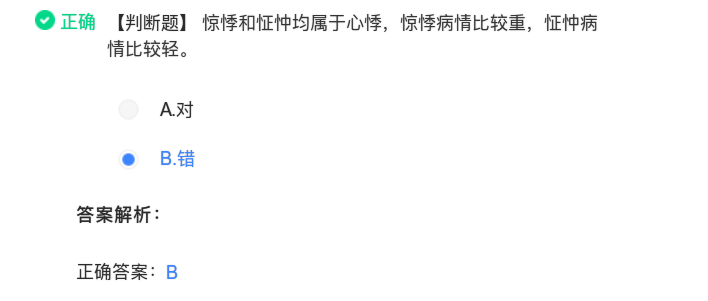 正确 【判断题】 惊悸和怔忡均属于心悸，惊悸病情比较重，怔忡病
情比较轻。
A.对
B.错
答案解析：
正确答案：B